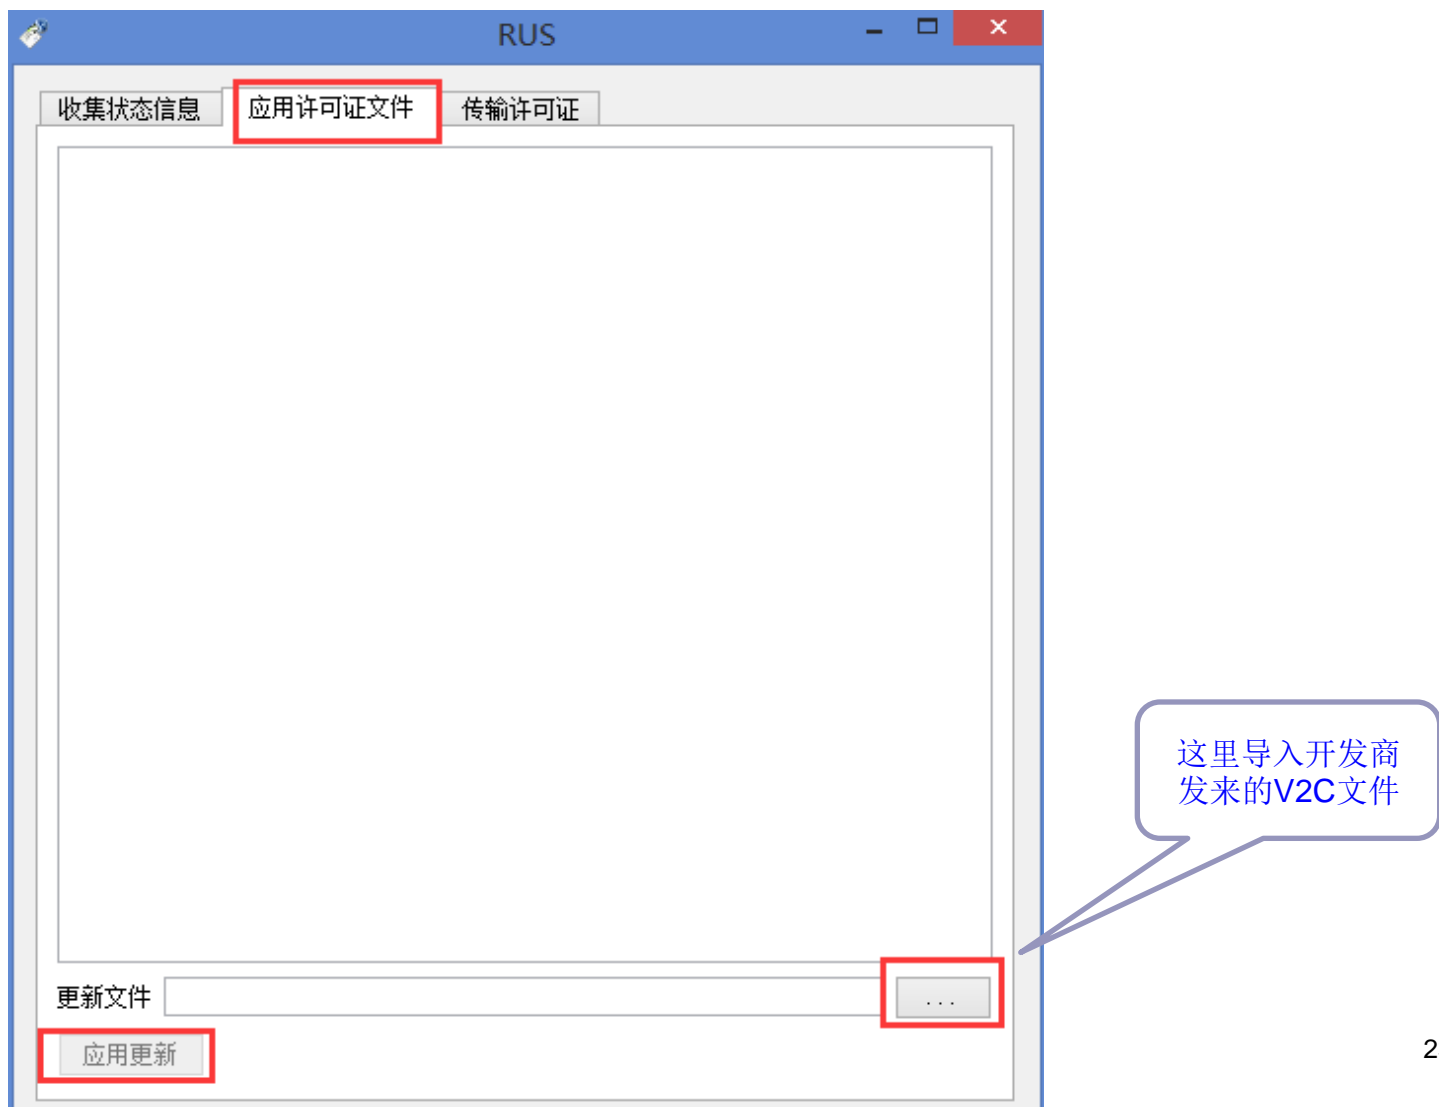 RUS
收集状态信息 应用许可证文件 传输许可证
这里导入开发商
发来的V2C文件
更新文件 ...
应用更新
2